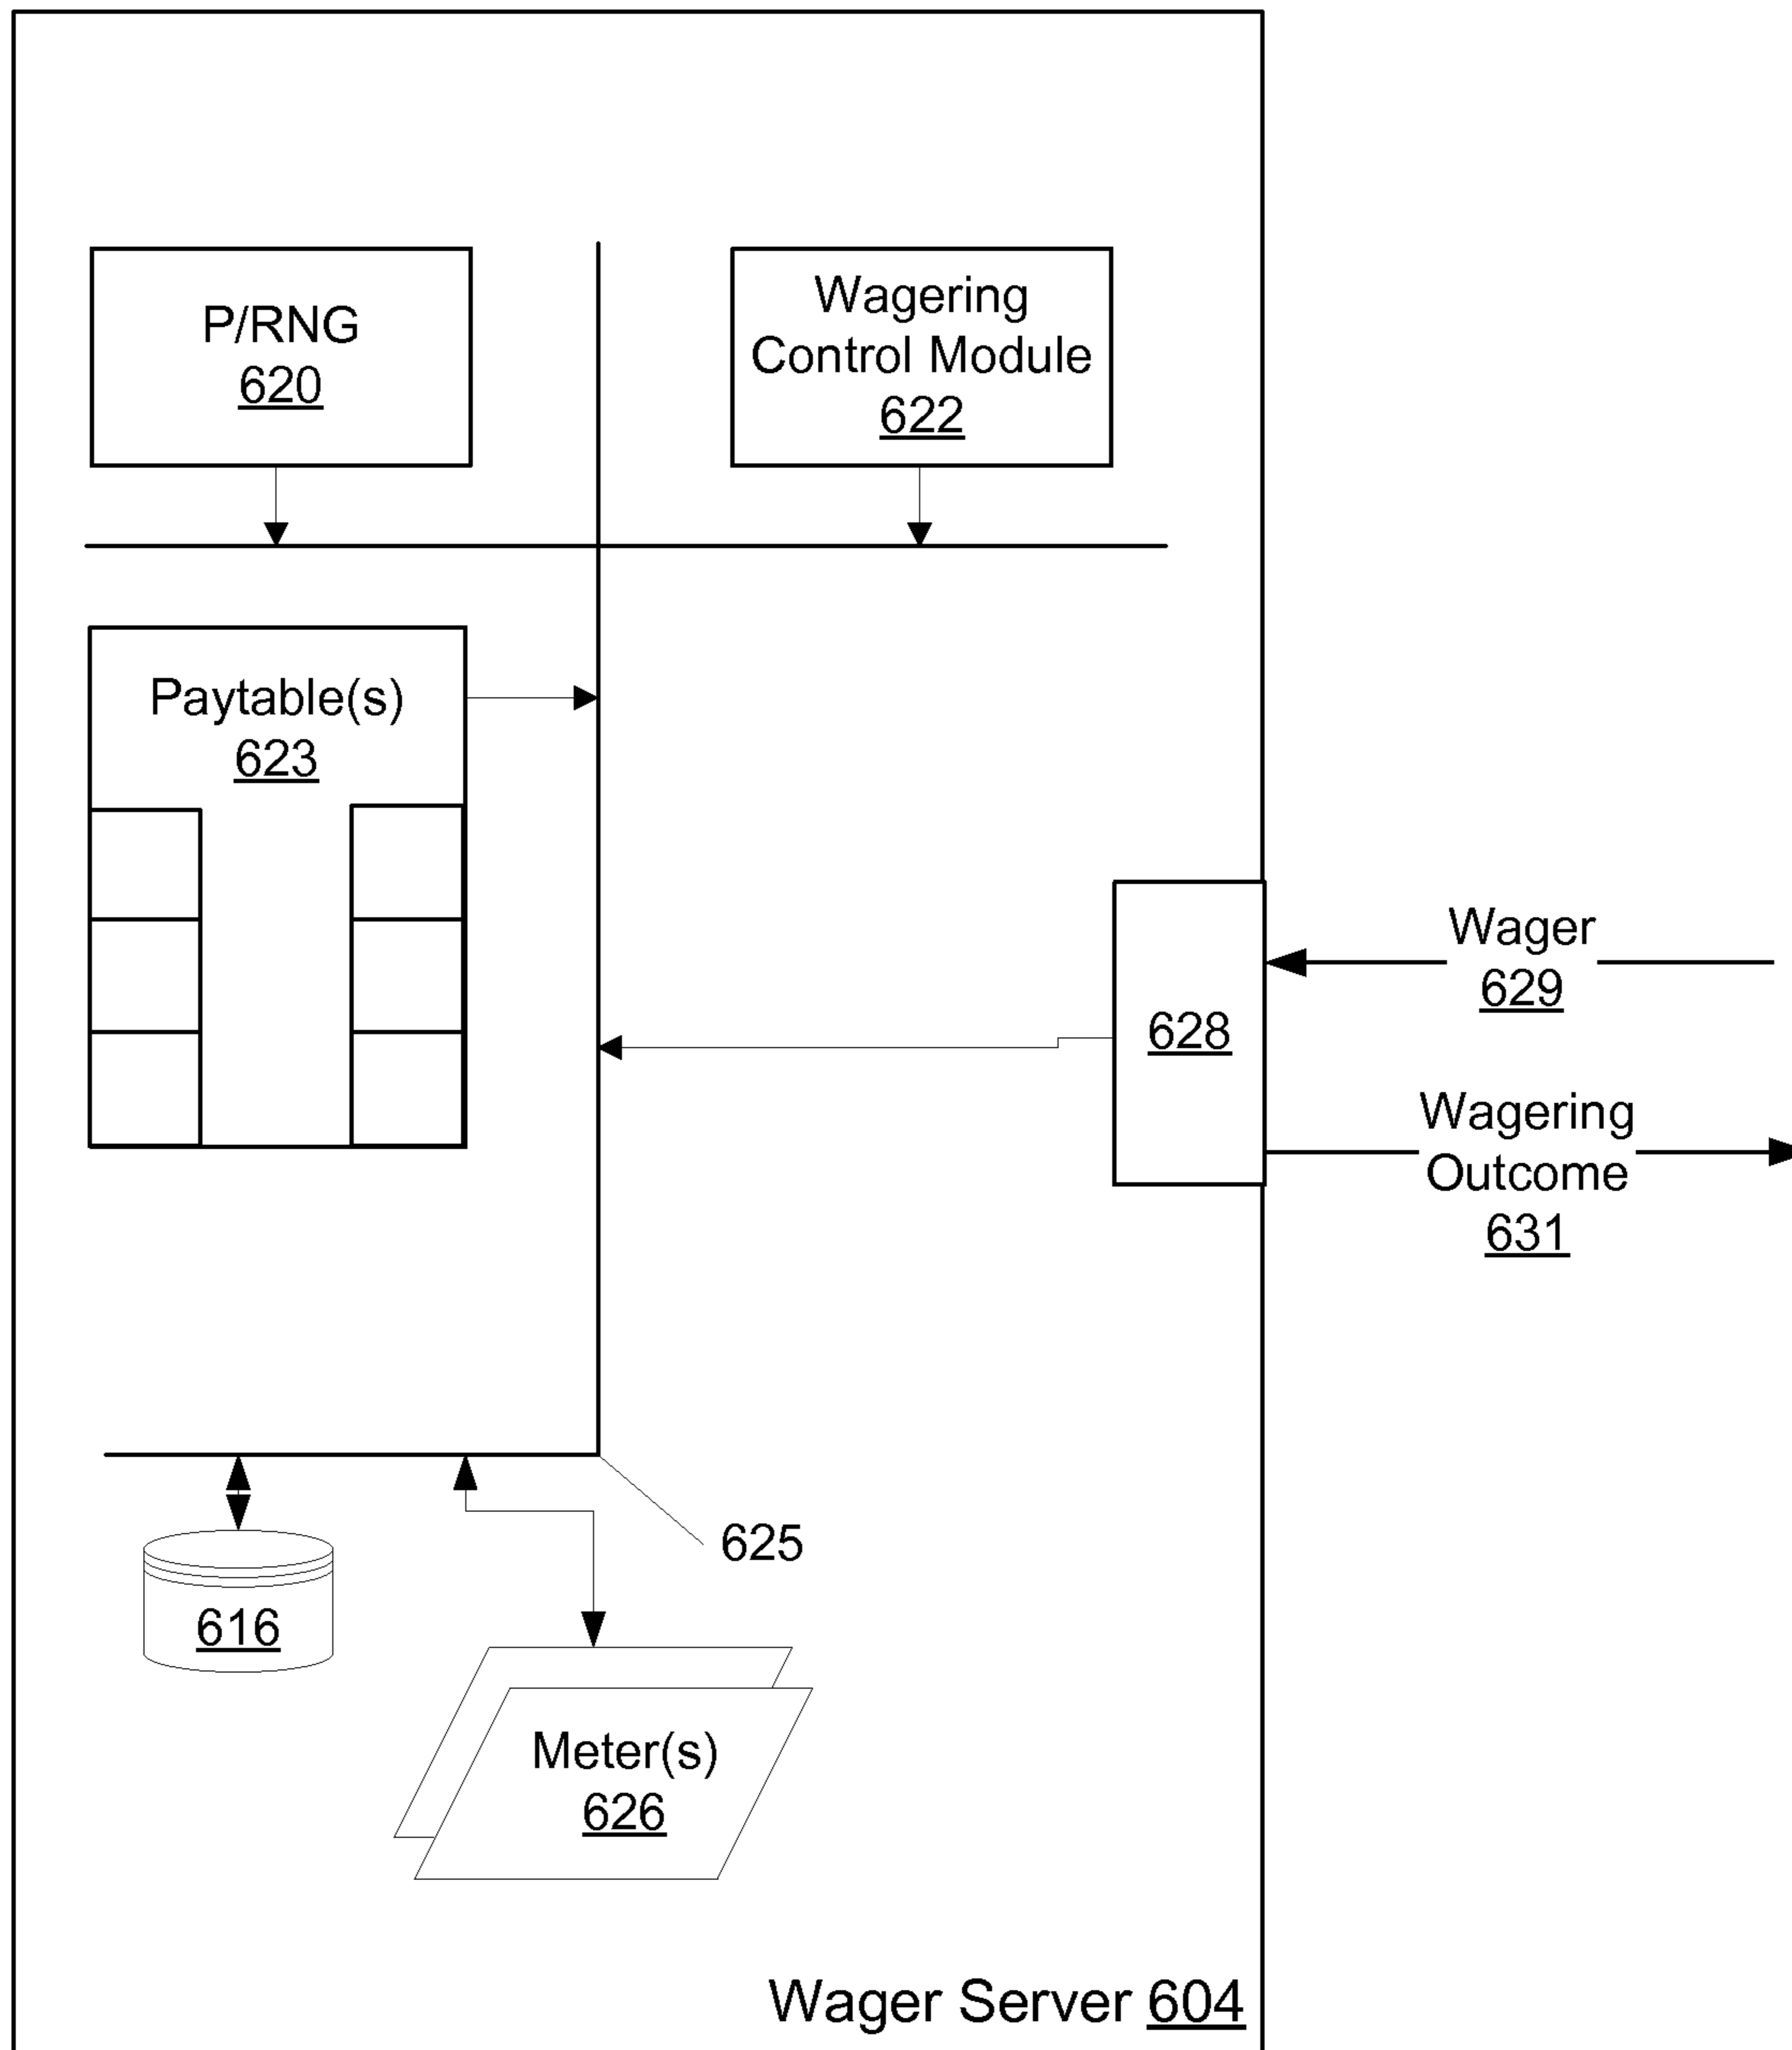 P/RNG
620
Wagering
Control Module
622
Paytable(s)
623
Wager
629
628
Wagering
Outcome
631
625
616
Meter(s)
626
Wager Server 604